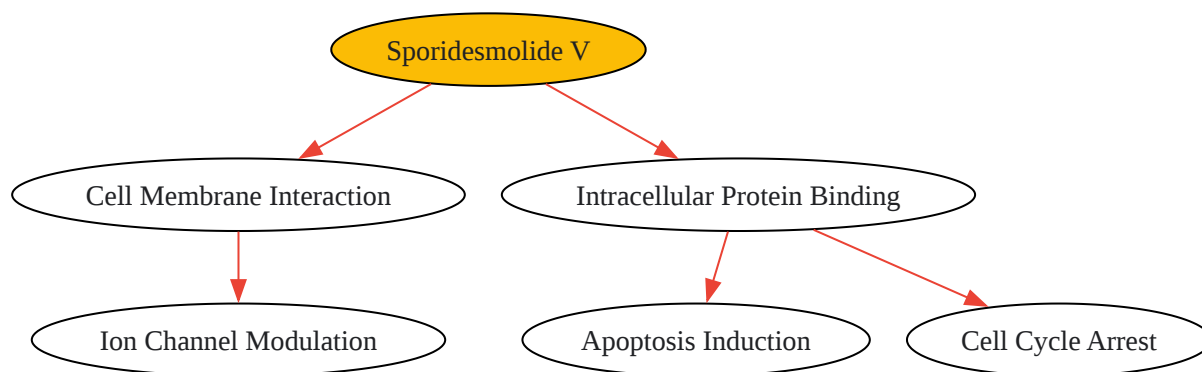 Sporidesmolide V
Cell Membrane Interaction
Intracellular Protein Binding
Ion Channel Modulation
Apoptosis Induction
Cell Cycle Arrest